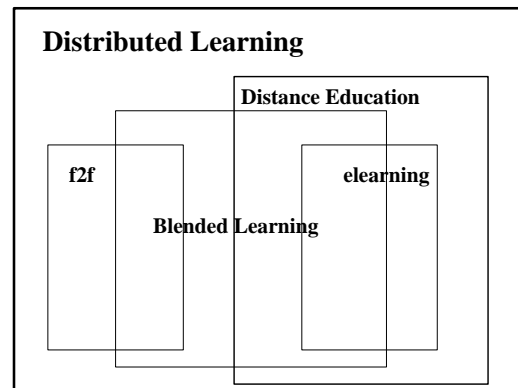 Distributed Learning
Distance Education
f2f
elearning
Blended Learning